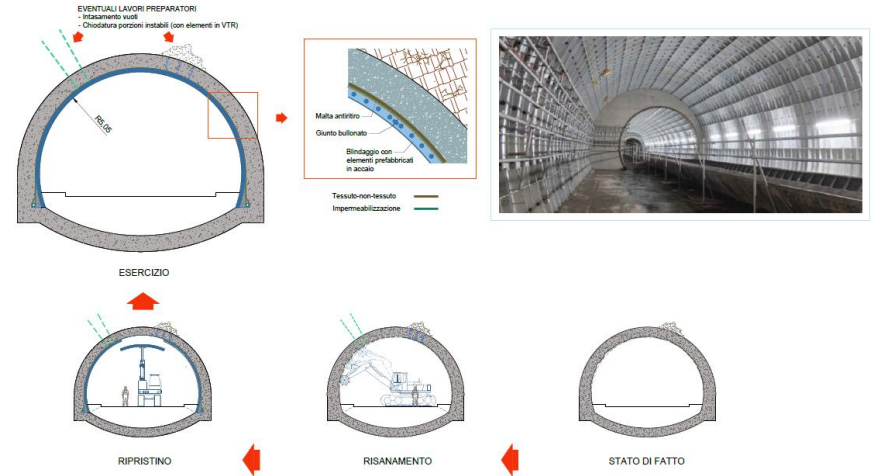 EVENTUALI LAVORI PREPARATORI
- Intasamento vuoti
- Chiodatura porzioni instabili (con elementi in VTR)
R5,05
Malta antiritiro
Giunto bullonato
Blindaggio con
elementi prefabbricati
in accaio
Tessuto-non-tessuto
Impermeabilizzazione
ESERCIZIO
RIPRISTINO
RISANAMENTO
STATO DI FATTO